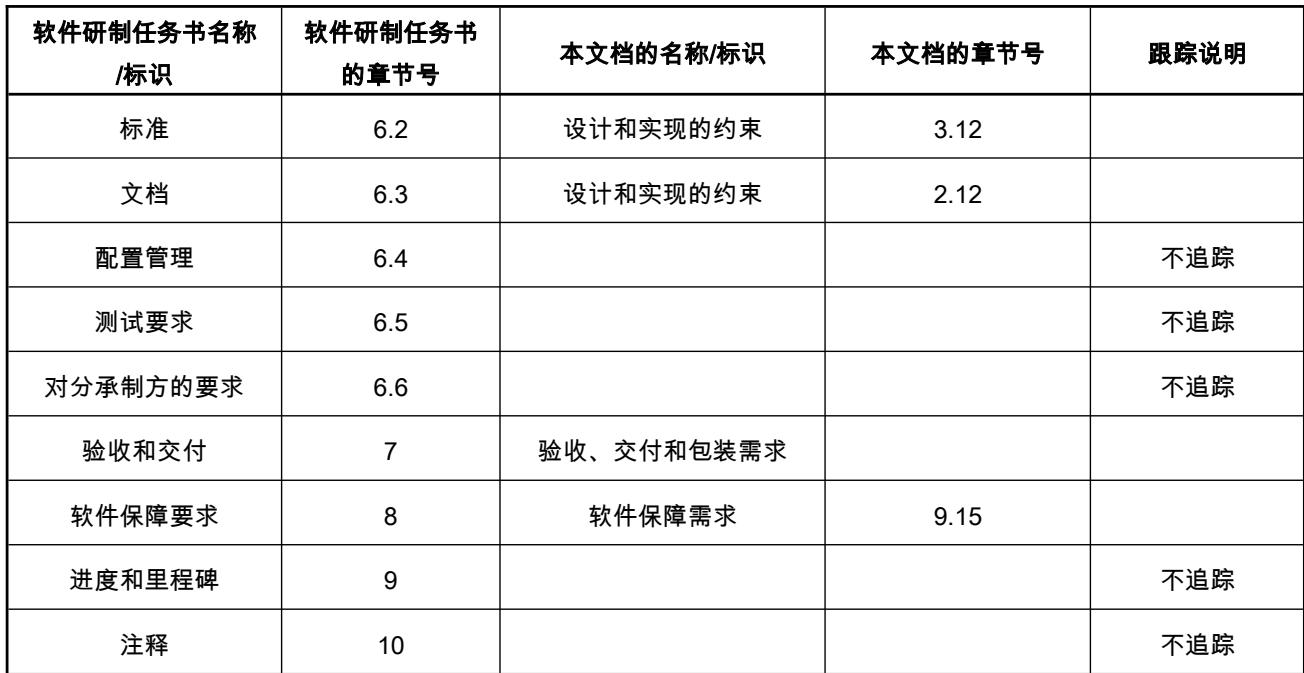 软件研制任务书名称/标识 软件研制任务书的章节号 本文档的名称/标识 本文档的章节号 跟踪说明
标准 6.2 设计和实现的约束 3.12
文档 6.3 设计和实现的约束 2.12
配置管理 6.4 不追踪
测试要求 6.5 不追踪
对分承制方的要求 6.6 不追踪
验收和交付 7 验收、交付和包装需求
软件保障要求 8 软件保障需求 9.15
进度和里程碑 9 不追踪
注释 10 不追踪